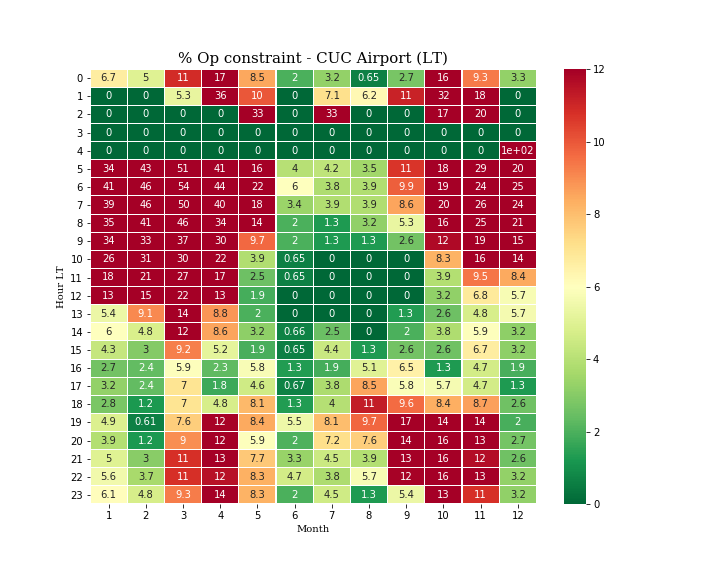 % Op constraint - CUC Airport (LT)
0 6.7 5 11 17 8.5 2 3.2 0.65 2.7 16 9.3 3.3
1 0 0 5.3 36 10 0 7.1 6.2 11 32 18 0
2 0 0 0 0 33 0 33 0 0 17 20 0
3 0 0 0 0 0 0 0 0 0 0 0 0
4 0 0 0 0 0 0 0 0 0 0 0 1e+02
5 34 43 51 41 16 4 4.2 3.5 11 18 29 20
6 41 46 54 44 22 6 3.8 3.9 9.9 19 24 25
7 39 46 50 40 18 3.4 3.9 3.9 8.6 20 26 24
8 35 41 46 34 14 2 1.3 3.2 5.3 16 25 21
9 34 33 37 30 9.7 2 1.3 1.3 2.6 12 19 15
10 26 31 30 22 3.9 0.65 0 0 0 8.3 16 14
11 18 21 27 17 2.5 0.65 0 0 0 3.9 9.5 8.4
12 13 15 22 13 1.9 0 0 0 0 3.2 6.8 5.7
13 5.4 9.1 14 8.8 2 0 0 0 1.3 2.6 4.8 5.7
14 6 4.8 12 8.6 3.2 0.66 2.5 0 2 3.8 5.9 3.2
15 4.3 3 9.2 5.2 1.9 0.65 4.4 1.3 2.6 2.6 6.7 3.2
16 2.7 2.4 5.9 2.3 5.8 1.3 1.9 5.1 6.5 1.3 4.7 1.9
17 3.2 2.4 7 1.8 4.6 0.67 3.8 8.5 5.8 5.7 4.7 1.3
18 2.8 1.2 7 4.8 8.1 1.3 4 11 9.6 8.4 8.7 2.6
19 4.9 0.61 7.6 12 8.4 5.5 8.1 9.7 17 14 14 2
20 3.9 1.2 9 12 5.9 2 7.2 7.6 14 16 13 2.7
21 5 3 11 13 7.7 3.3 4.5 3.9 13 16 12 2.6
22 5.6 3.7 11 12 8.3 4.7 3.8 5.7 12 16 13 3.2
23 6.1 4.8 9.3 14 8.3 2 4.5 1.3 5.4 13 11 3.2
1 2 3 4 5 6 7 8 9 10 11 12
Month
Hour LT
12
10
8
6
4
2
0